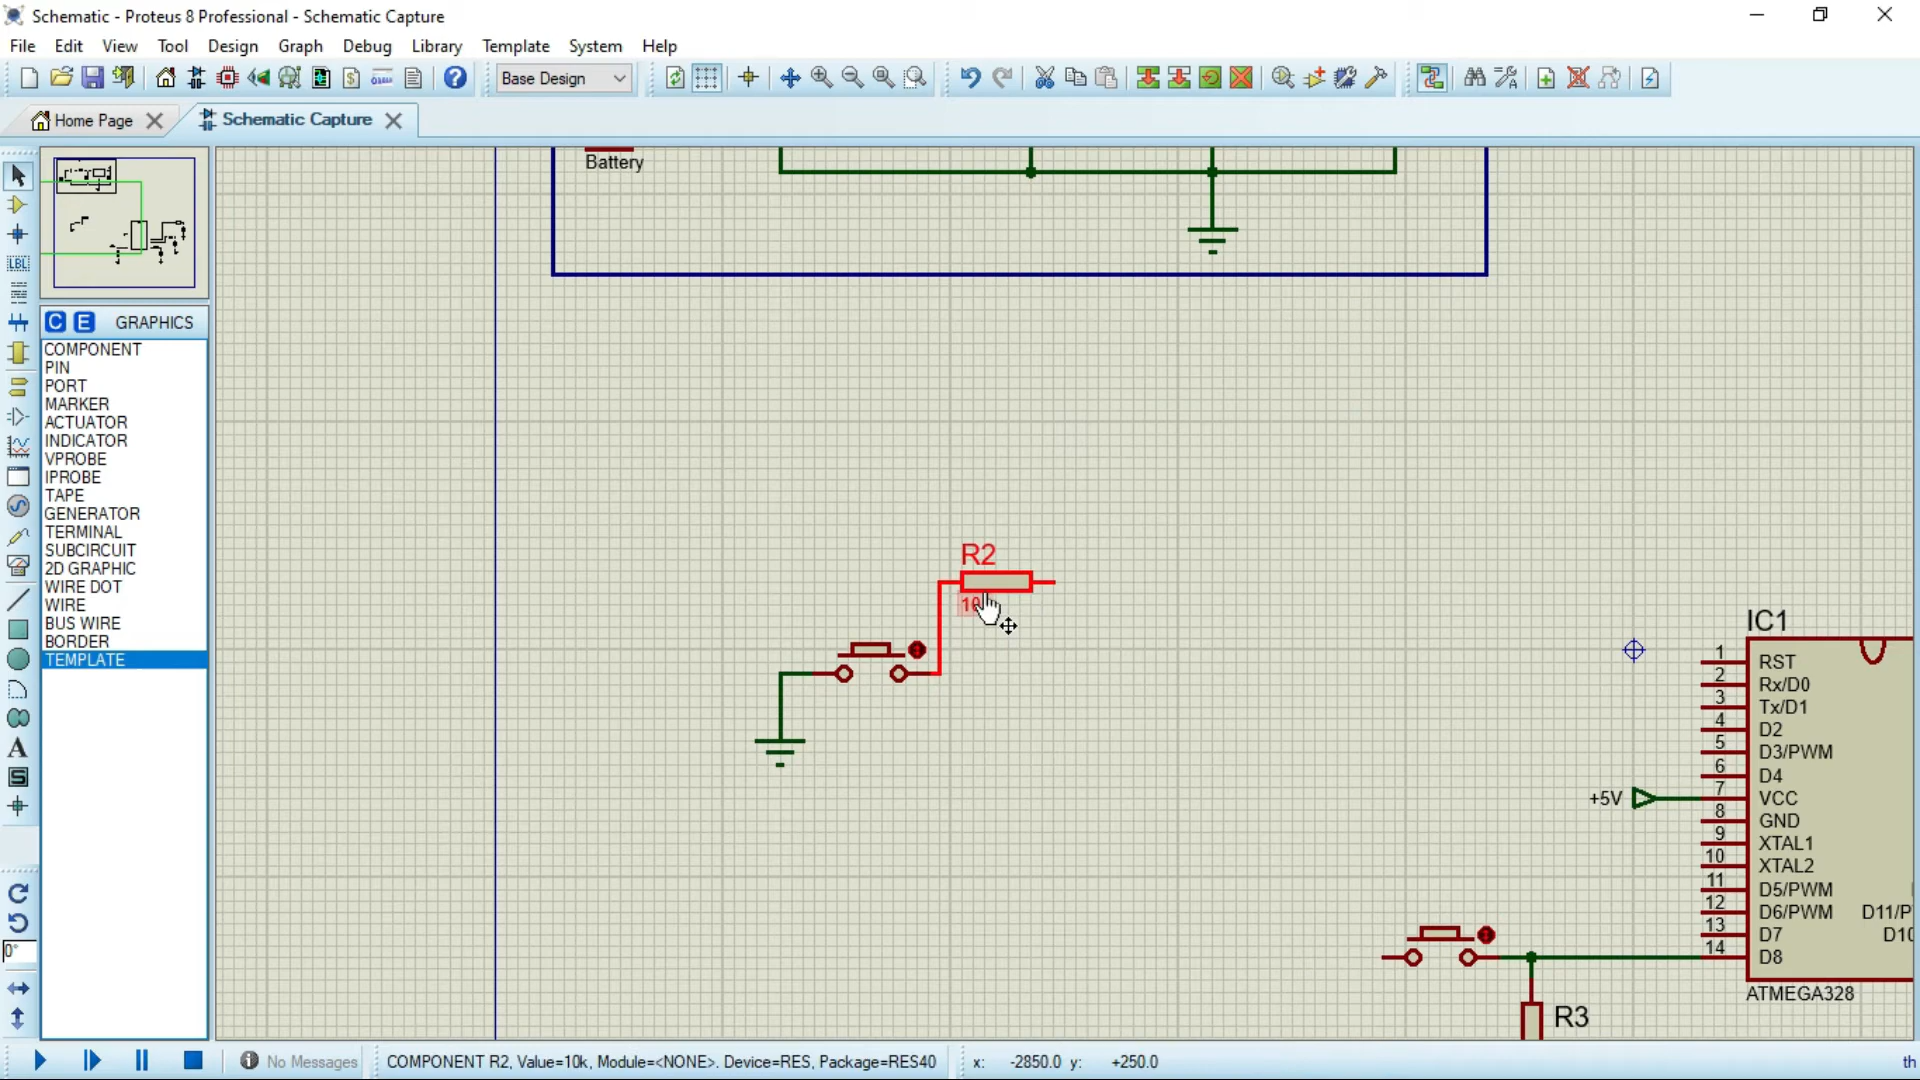 Schematic - Proteus 8 Professional - Schematic Capture
File Edit View Tool Design Graph Debug Library Template System Help
Base Design
Home Page
Schematic Capture
C E GRAPHICS
COMPONENT
PIN
PORT
MARKER
ACTUATOR
INDICATOR
VPROBE
IPROBE
TAPE
GENERATOR
TERMINAL
SUBCIRCUIT
2D GRAPHIC
WIRE DOT
WIRE
BUS WIRE
BORDER
TEMPLATE
LBL
A
S
0°
Battery
R2
IC1
1 RST
2 Rx/D0
3 Tx/D1
4 D2
5 D3/PWM
6 D4
+5V 7 VCC
8 GND
9 XTAL1
10 XTAL2
11 D5/PWM
12 D6/PWM D11/P
13 D7
14 D8
ATMEGA328
R3
No Messages
COMPONENT R2, Value=10k, Module=<NONE>. Device=RES, Package=RES40
x: -2850.0 y: +250.0
th